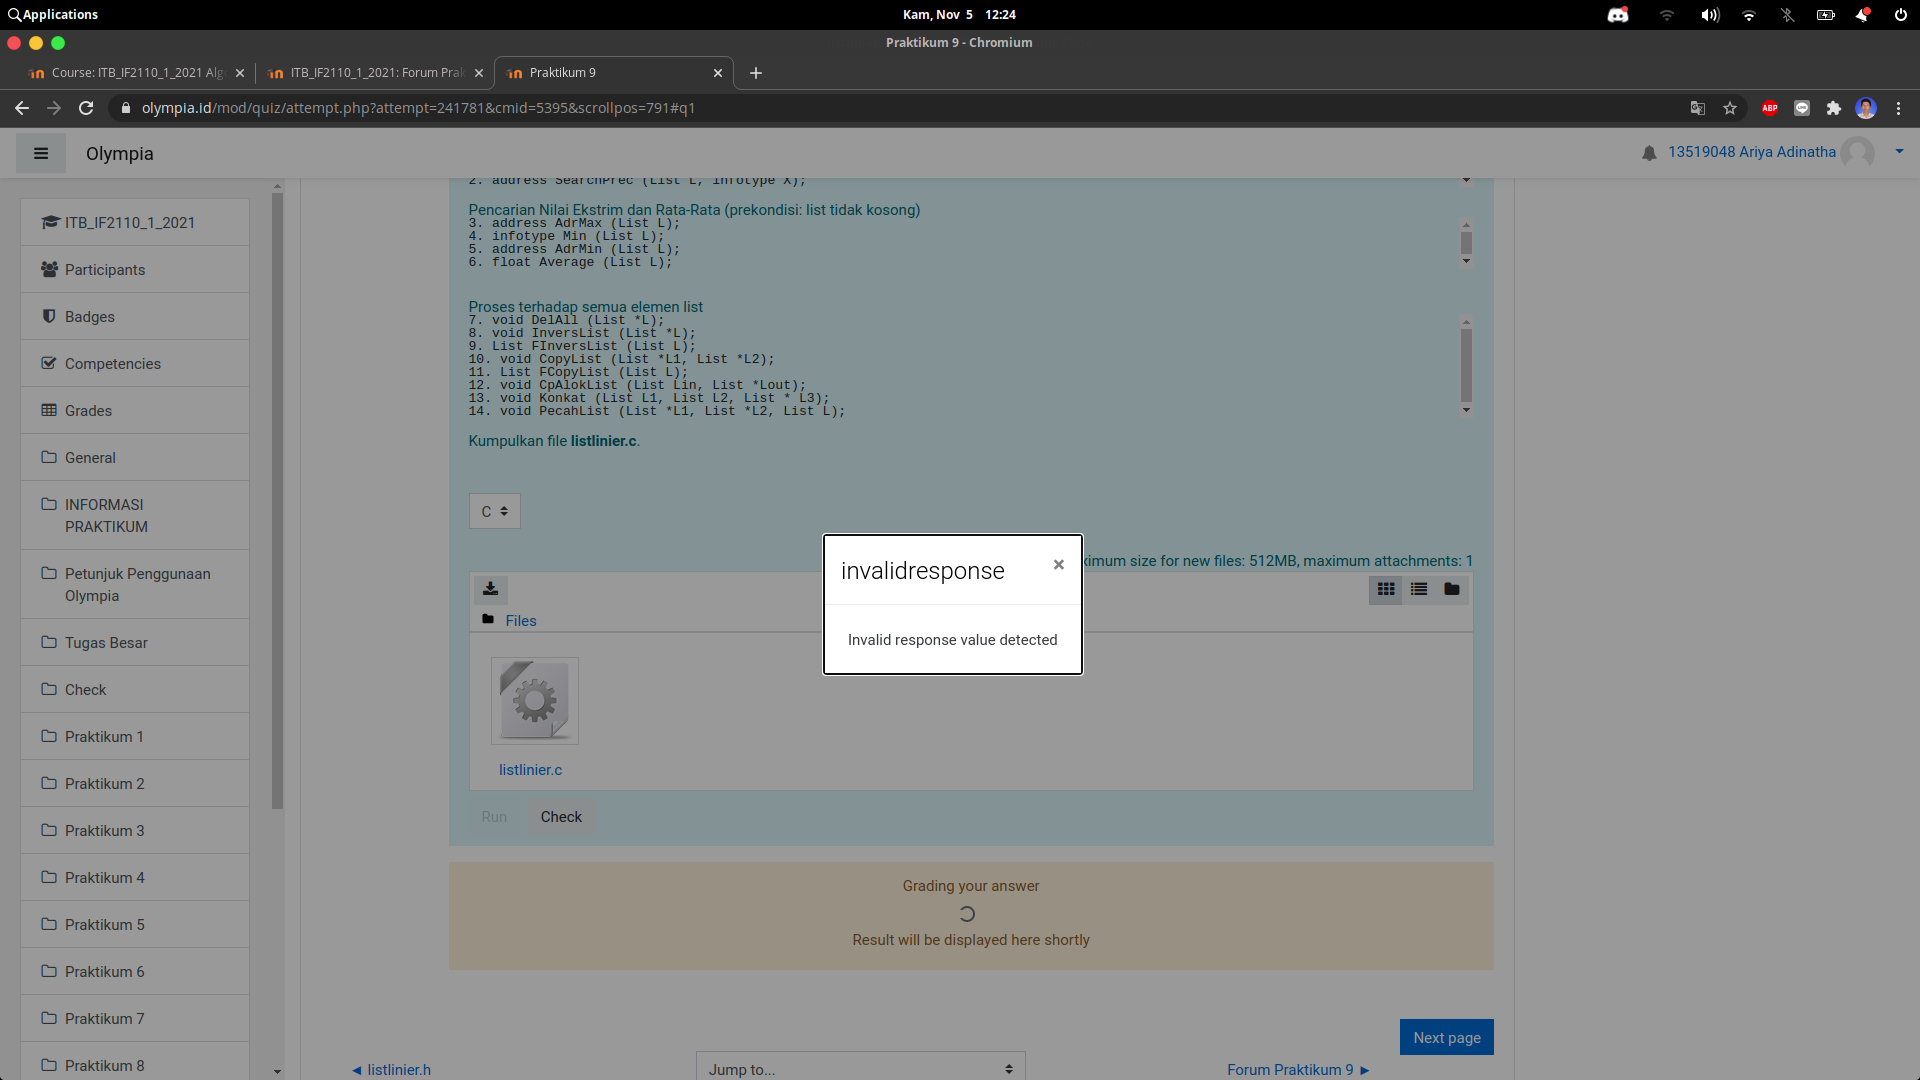 Applications
Kam, Nov 5 12:24
Praktikum 9 - Chromium
Course: ITB_IF2110_1_2021 Alg
ITB_IF2110_1_2021: Forum Prak
Praktikum 9
olympia.id/mod/quiz/attempt.php?attempt=241781&cmid=5395&scrollpos=791#q1
ABP
Olympia
13519048 Ariya Adinatha
ITB_IF2110_1_2021
Participants
Badges
Competencies
Grades
General
INFORMASI
PRAKTIKUM
Petunjuk Penggunaan
Olympia
Tugas Besar
Check
Praktikum 1
Praktikum 2
Praktikum 3
Praktikum 4
Praktikum 5
Praktikum 6
Praktikum 7
Praktikum 8
2. address SearchPrec (List L, infotype X);
Pencarian Nilai Ekstrim dan Rata-Rata (prekondisi: list tidak kosong)
3. address AdrMax (List L);
4. infotype Min (List L);
5. address AdrMin (List L);
6. float Average (List L);
Proses terhadap semua elemen list
7. void DelAll (List *L);
8. void InversList (List *L);
9. List FInversList (List L);
10. void CopyList (List *L1, List *L2);
11. List FCopyList (List L);
12. void CpAlokList (List Lin, List *Lout);
13. void Konkat (List L1, List L2, List * L3);
14. void PecahList (List *L1, List *L2, List L);
Kumpulkan file listlinier.c.
C
ximum size for new files: 512MB, maximum attachments: 1
Files
listlinier.c
invalidresponse
×
Invalid response value detected
Run
Check
Grading your answer
Result will be displayed here shortly
Next page
◄ listlinier.h
Jump to...
Forum Praktikum 9 ►